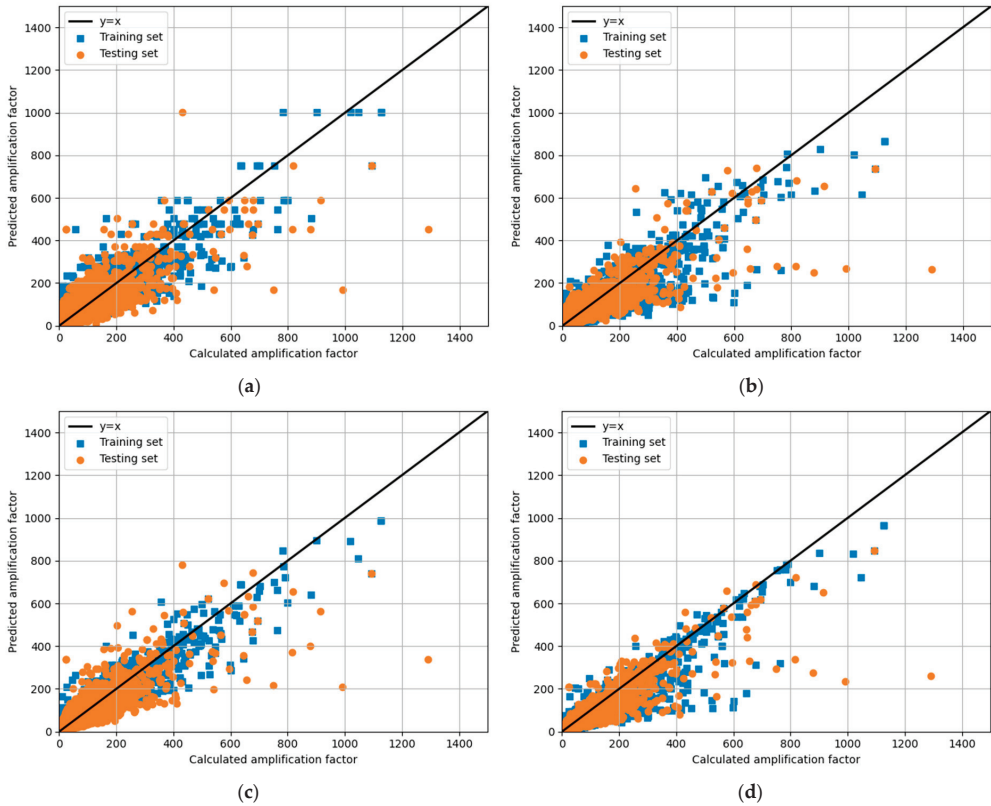 y=x
Training set
Testing set
1400
1200
1000
800
600
400
200
0
Predicted amplification factor
0 200 400 600 800 1000 1200 1400
Calculated amplification factor
(a)
y=x
Training set
Testing set
1400
1200
1000
800
600
400
200
0
Predicted amplification factor
0 200 400 600 800 1000 1200 1400
Calculated amplification factor
(b)
y=x
Training set
Testing set
1400
1200
1000
800
600
400
200
0
Predicted amplification factor
0 200 400 600 800 1000 1200 1400
Calculated amplification factor
(c)
y=x
Training set
Testing set
1400
1200
1000
800
600
400
200
0
Predicted amplification factor
0 200 400 600 800 1000 1200 1400
Calculated amplification factor
(d)